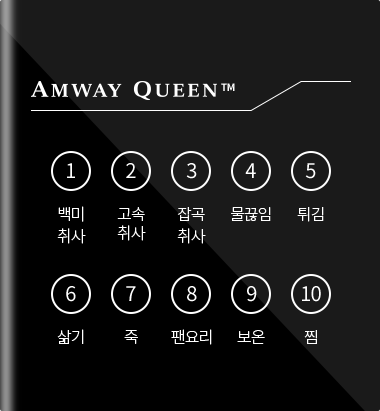 AMWAY QUEEN™
1 2 3 4 5
백미 고속 잡곡 물끓임 튀김
취사 취사 취사
6 7 8 9 10
삶기 죽 팬요리 보온 찜